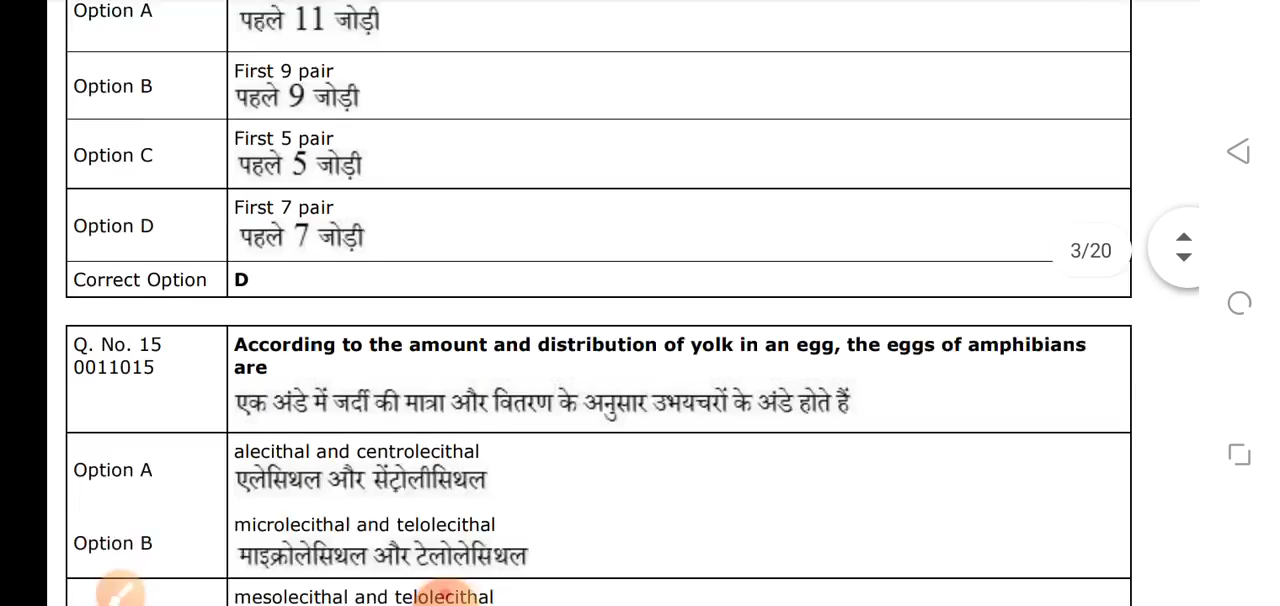 Option A
पहले 11 जोड़ी
Option B
First 9 pair
पहले 9 जोड़ी
Option C
First 5 pair
पहले 5 जोड़ी
Option D
First 7 pair
पहले 7 जोड़ी
3/20
Correct Option
D
Q. No. 15
0011015
According to the amount and distribution of yolk in an egg, the eggs of amphibians
are
एक अंडे में जर्दी की मात्रा और वितरण के अनुसार उभयचरों के अंडे होते हैं
Option A
alecithal and centrolecithal
एलेसिथल और सेंट्रोलीसिथल
Option B
microlecithal and telolecithal
माइक्रोलेसिथल और टेलोलेसिथल
mesolecithal and telolecithal